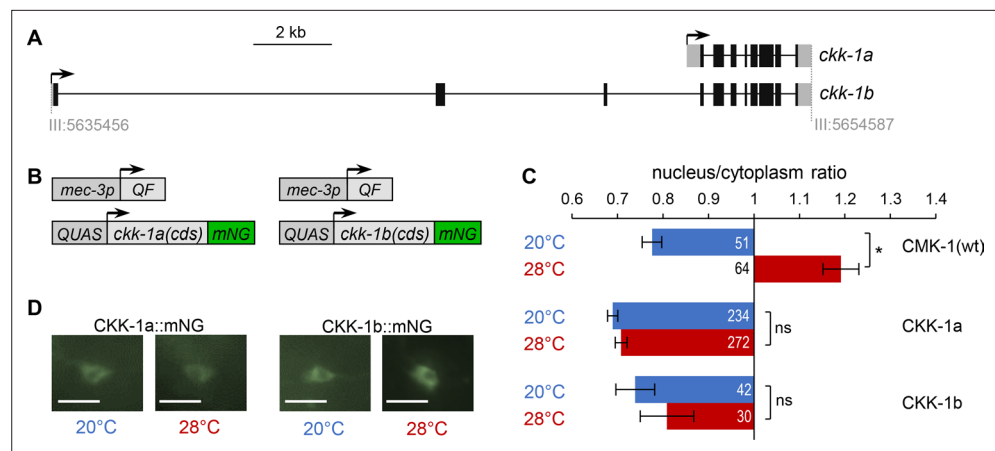 A
2 kb
ckk-1a
ckk-1b
III:5635456
III:5654587
B
mec-3p QF
QUAS ckk-1a(cds) mNG
mec-3p QF
QUAS ckk-1b(cds) mNG
C
nucleus/cytoplasm ratio
0.6 0.7 0.8 0.9 1 1.1 1.2 1.3 1.4
20°C 51
28°C 64
* CMK-1(wt)
20°C 234
28°C 272
ns CKK-1a
20°C 42
28°C 30
ns CKK-1b
D
CKK-1a::mNG
20°C 28°C
CKK-1b::mNG
20°C 28°C